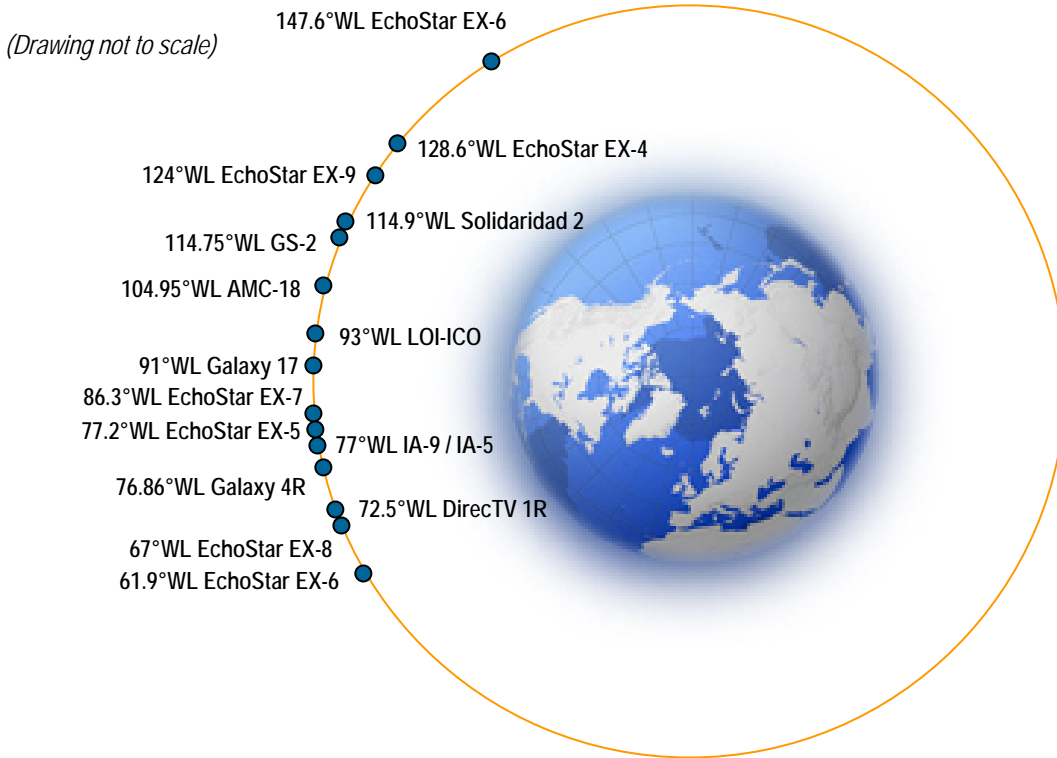 147.6°WL EchoStar EX-6
(Drawing not to scale)
128.6°WL EchoStar EX-4
124°WL EchoStar EX-9
114.9°WL Solidaridad 2
114.75°WL GS-2
104.95°WL AMC-18
93°WL LOI-ICO
91°WL Galaxy 17
86.3°WL EchoStar EX-7
77.2°WL EchoStar EX-5
77°WL IA-9 / IA-5
76.86°WL Galaxy 4R
72.5°WL DirecTV 1R
67°WL EchoStar EX-8
61.9°WL EchoStar EX-6